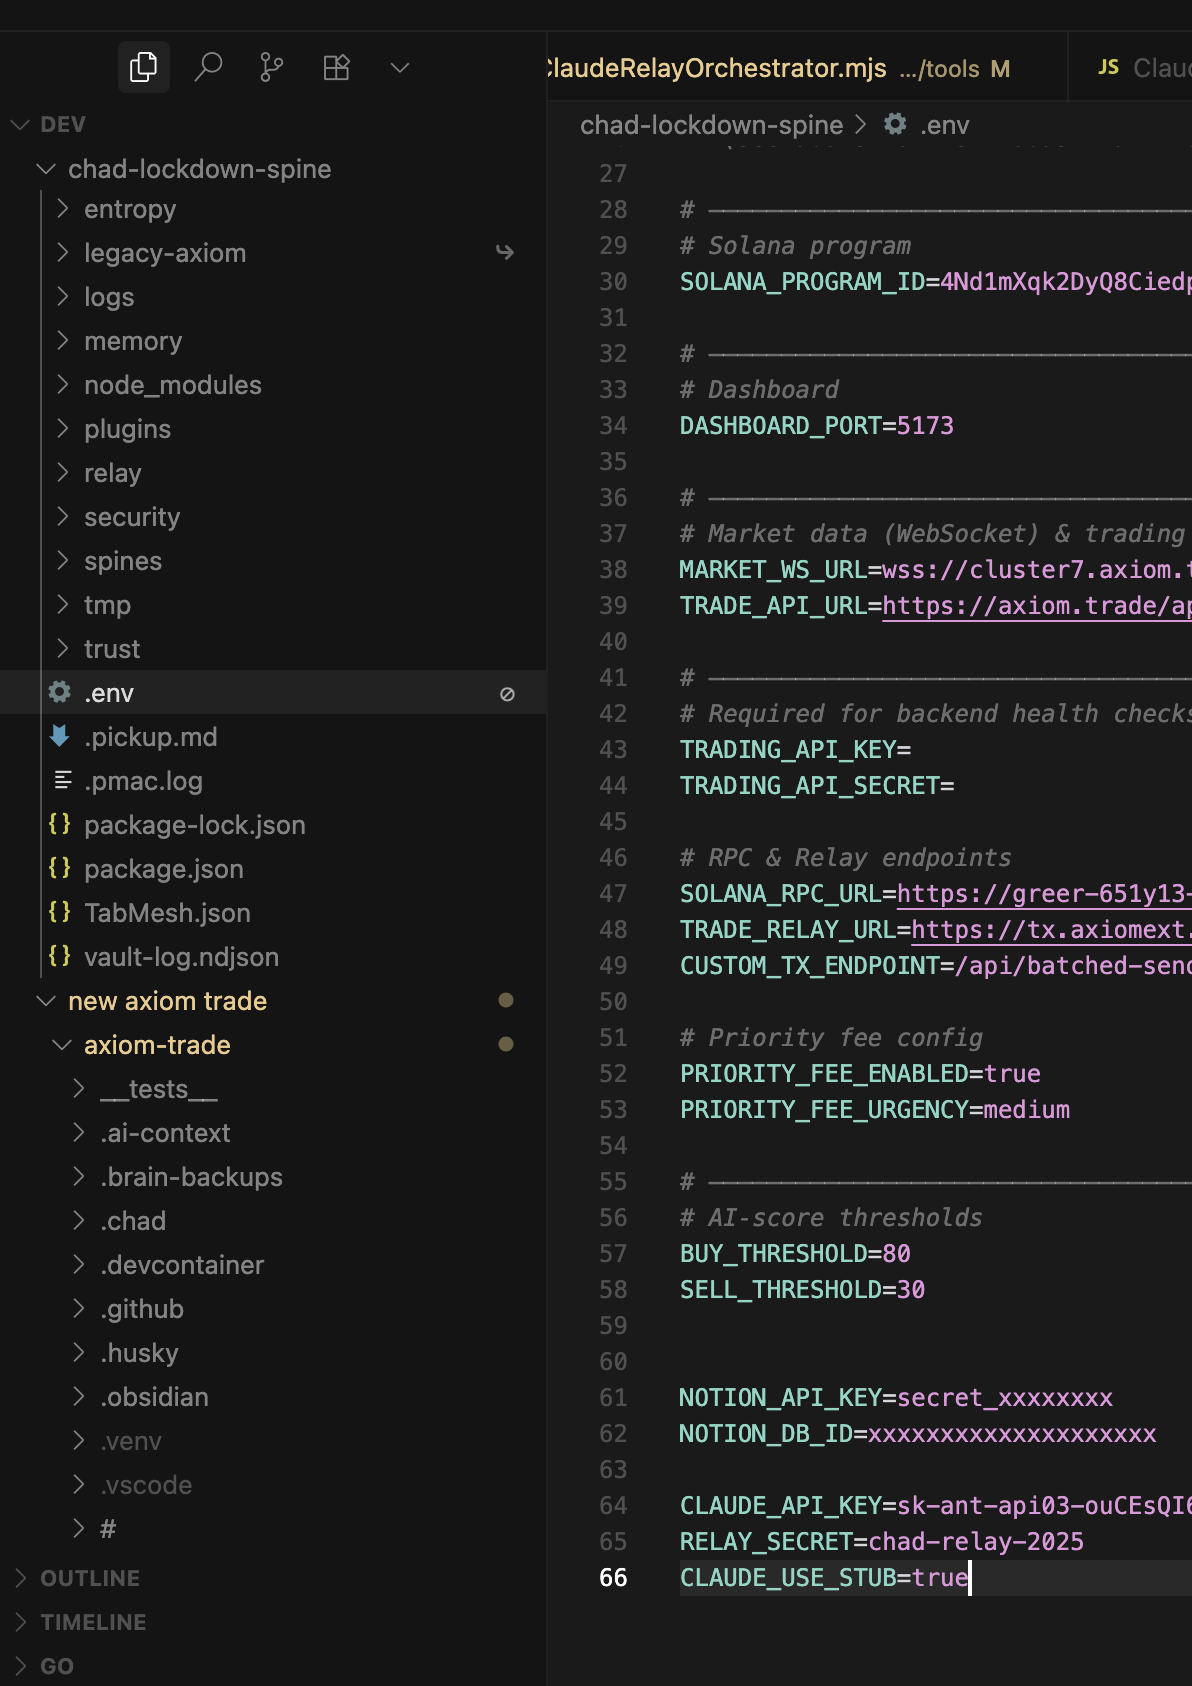 DEV
chad-lockdown-spine
entropy
legacy-axiom
logs
memory
node_modules
plugins
relay
security
spines
tmp
trust
.env
.pickup.md
.pmac.log
package-lock.json
package.json
TabMesh.json
vault-log.ndjson
new axiom trade
axiom-trade
__tests__
.ai-context
.brain-backups
.chad
.devcontainer
.github
.husky
.obsidian
.venv
.vscode
#
OUTLINE
TIMELINE
GO
ClaudeRelayOrchestrator.mjs .../tools M
JS Claud
chad-lockdown-spine > .env
27
28 # ——————————
29 # Solana program
30 SOLANA_PROGRAM_ID=4Nd1mXqk2DyQ8Ciedp
31
32 # ——————————
33 # Dashboard
34 DASHBOARD_PORT=5173
35
36 # ——————————
37 # Market data (WebSocket) & trading
38 MARKET_WS_URL=wss://cluster7.axiom.t
39 TRADE_API_URL=https://axiom.trade/ap
40
41 # ——————————
42 # Required for backend health checks
43 TRADING_API_KEY=
44 TRADING_API_SECRET=
45
46 # RPC & Relay endpoints
47 SOLANA_RPC_URL=https://greer-651y13-
48 TRADE_RELAY_URL=https://tx.axiomext.
49 CUSTOM_TX_ENDPOINT=/api/batched-send
50
51 # Priority fee config
52 PRIORITY_FEE_ENABLED=true
53 PRIORITY_FEE_URGENCY=medium
54
55 # ——————————
56 # AI-score thresholds
57 BUY_THRESHOLD=80
58 SELL_THRESHOLD=30
59
60
61 NOTION_API_KEY=secret_xxxxxxxx
62 NOTION_DB_ID=xxxxxxxxxxxxxxxxxxxx
63
64 CLAUDE_API_KEY=sk-ant-api03-ouCEsQI6
65 RELAY_SECRET=chad-relay-2025
66 CLAUDE_USE_STUB=true